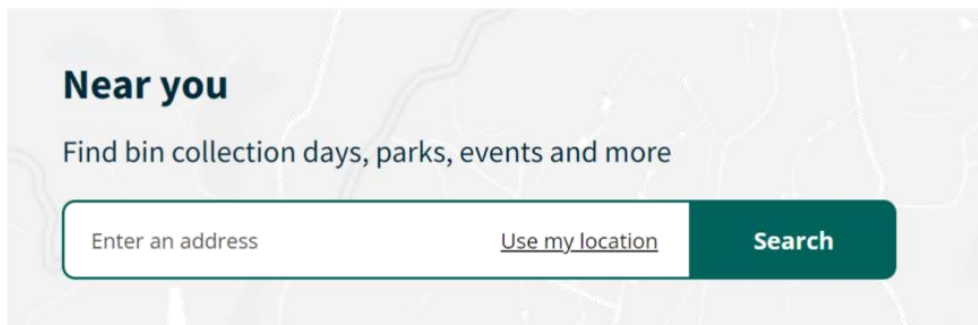 Near you
Find bin collection days, parks, events and more
Enter an address Use my location Search